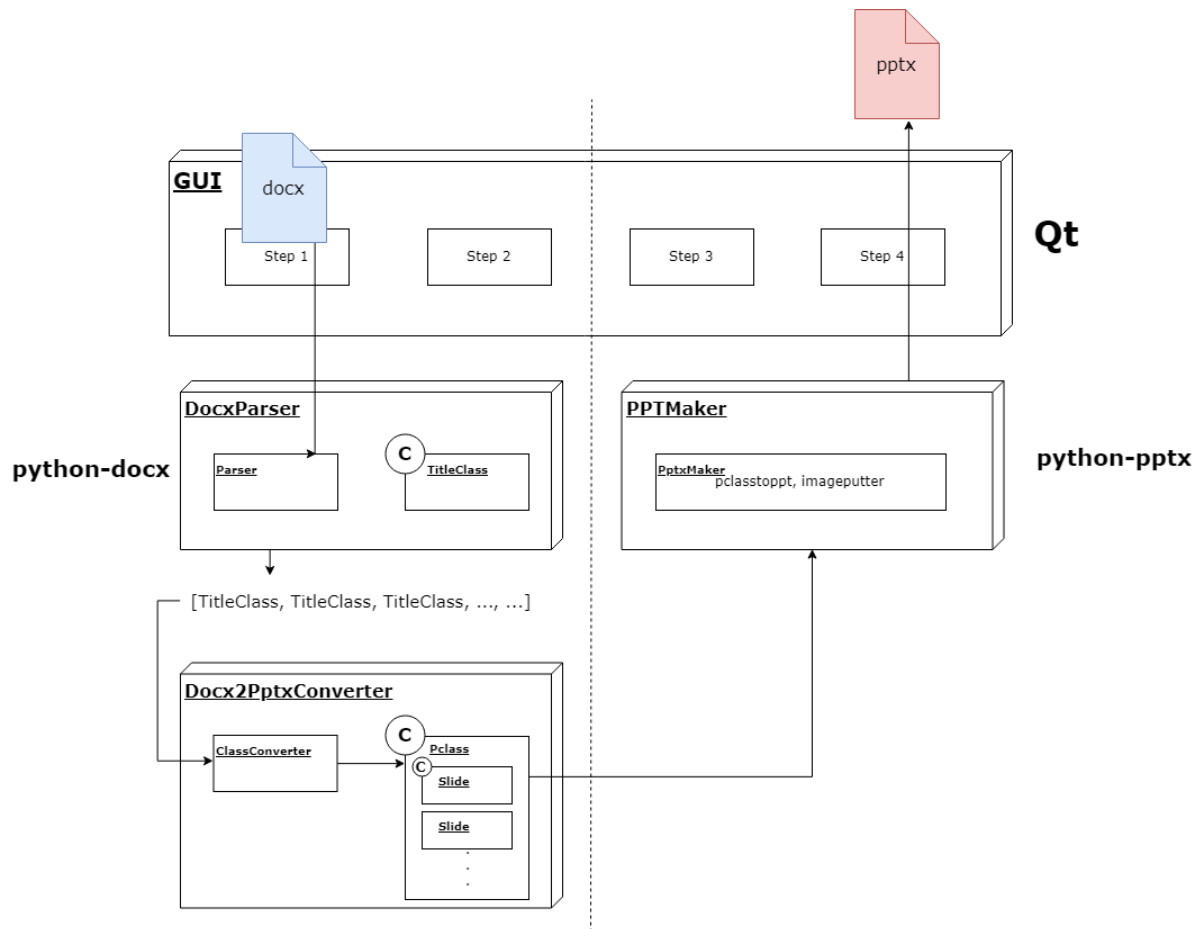 pptx
docx
GUI
Step 1
Step 2
Step 3
Step 4
Qt
DocxParser
PPTMaker
python-docx
Parser
C
TitleClass
PptxMaker
pclasstoppt, imageputter
python-pptx
[TitleClass, TitleClass, TitleClass, ..., ...]
Docx2PptxConverter
ClassConverter
C
Pclass
C
Slide
Slide
.
.
.